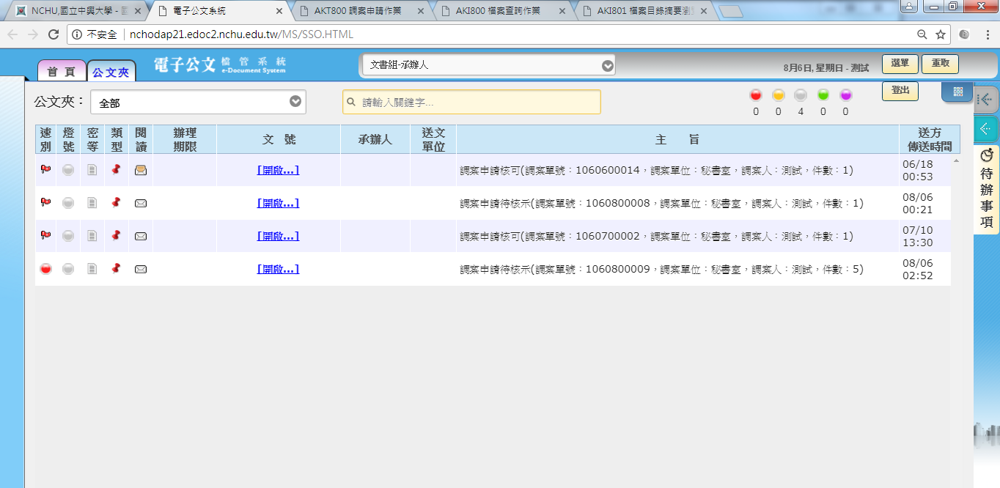 NCHU,國立中興大學 -
電子公文系統
AKT800 調案申請作業
AKI800 檔案查詢作業
AKI801 檔案目錄摘要瀏
不安全 nchodap21.edoc2.nchu.edu.tw/MS/SSO.HTML
首 頁
公文夾
電子公文 檔 管 系 統
e-Document System
文書組-承辦人
8月6日, 星期日 - 測試
選單
重取
登出
公文夾：
全部
請輸入關鍵字...
0 0 4 0 0
速別 燈號 密等 類型 閱讀 辦理期限 文 號 承辦人 送文單位 主 旨 送方傳送時間
[開啟...] 調案申請核可(調案單號：1060600014，調案單位：秘書室，調案人：測試，件數：1) 06/18 00:53
[開啟...] 調案申請待核示(調案單號：1060800008，調案單位：秘書室，調案人：測試，件數：1) 08/06 00:21
[開啟...] 調案申請核可(調案單號：1060700002，調案單位：秘書室，調案人：測試，件數：1) 07/10 13:30
[開啟...] 調案申請待核示(調案單號：1060800009，調案單位：秘書室，調案人：測試，件數：5) 08/06 02:52
待辦事項